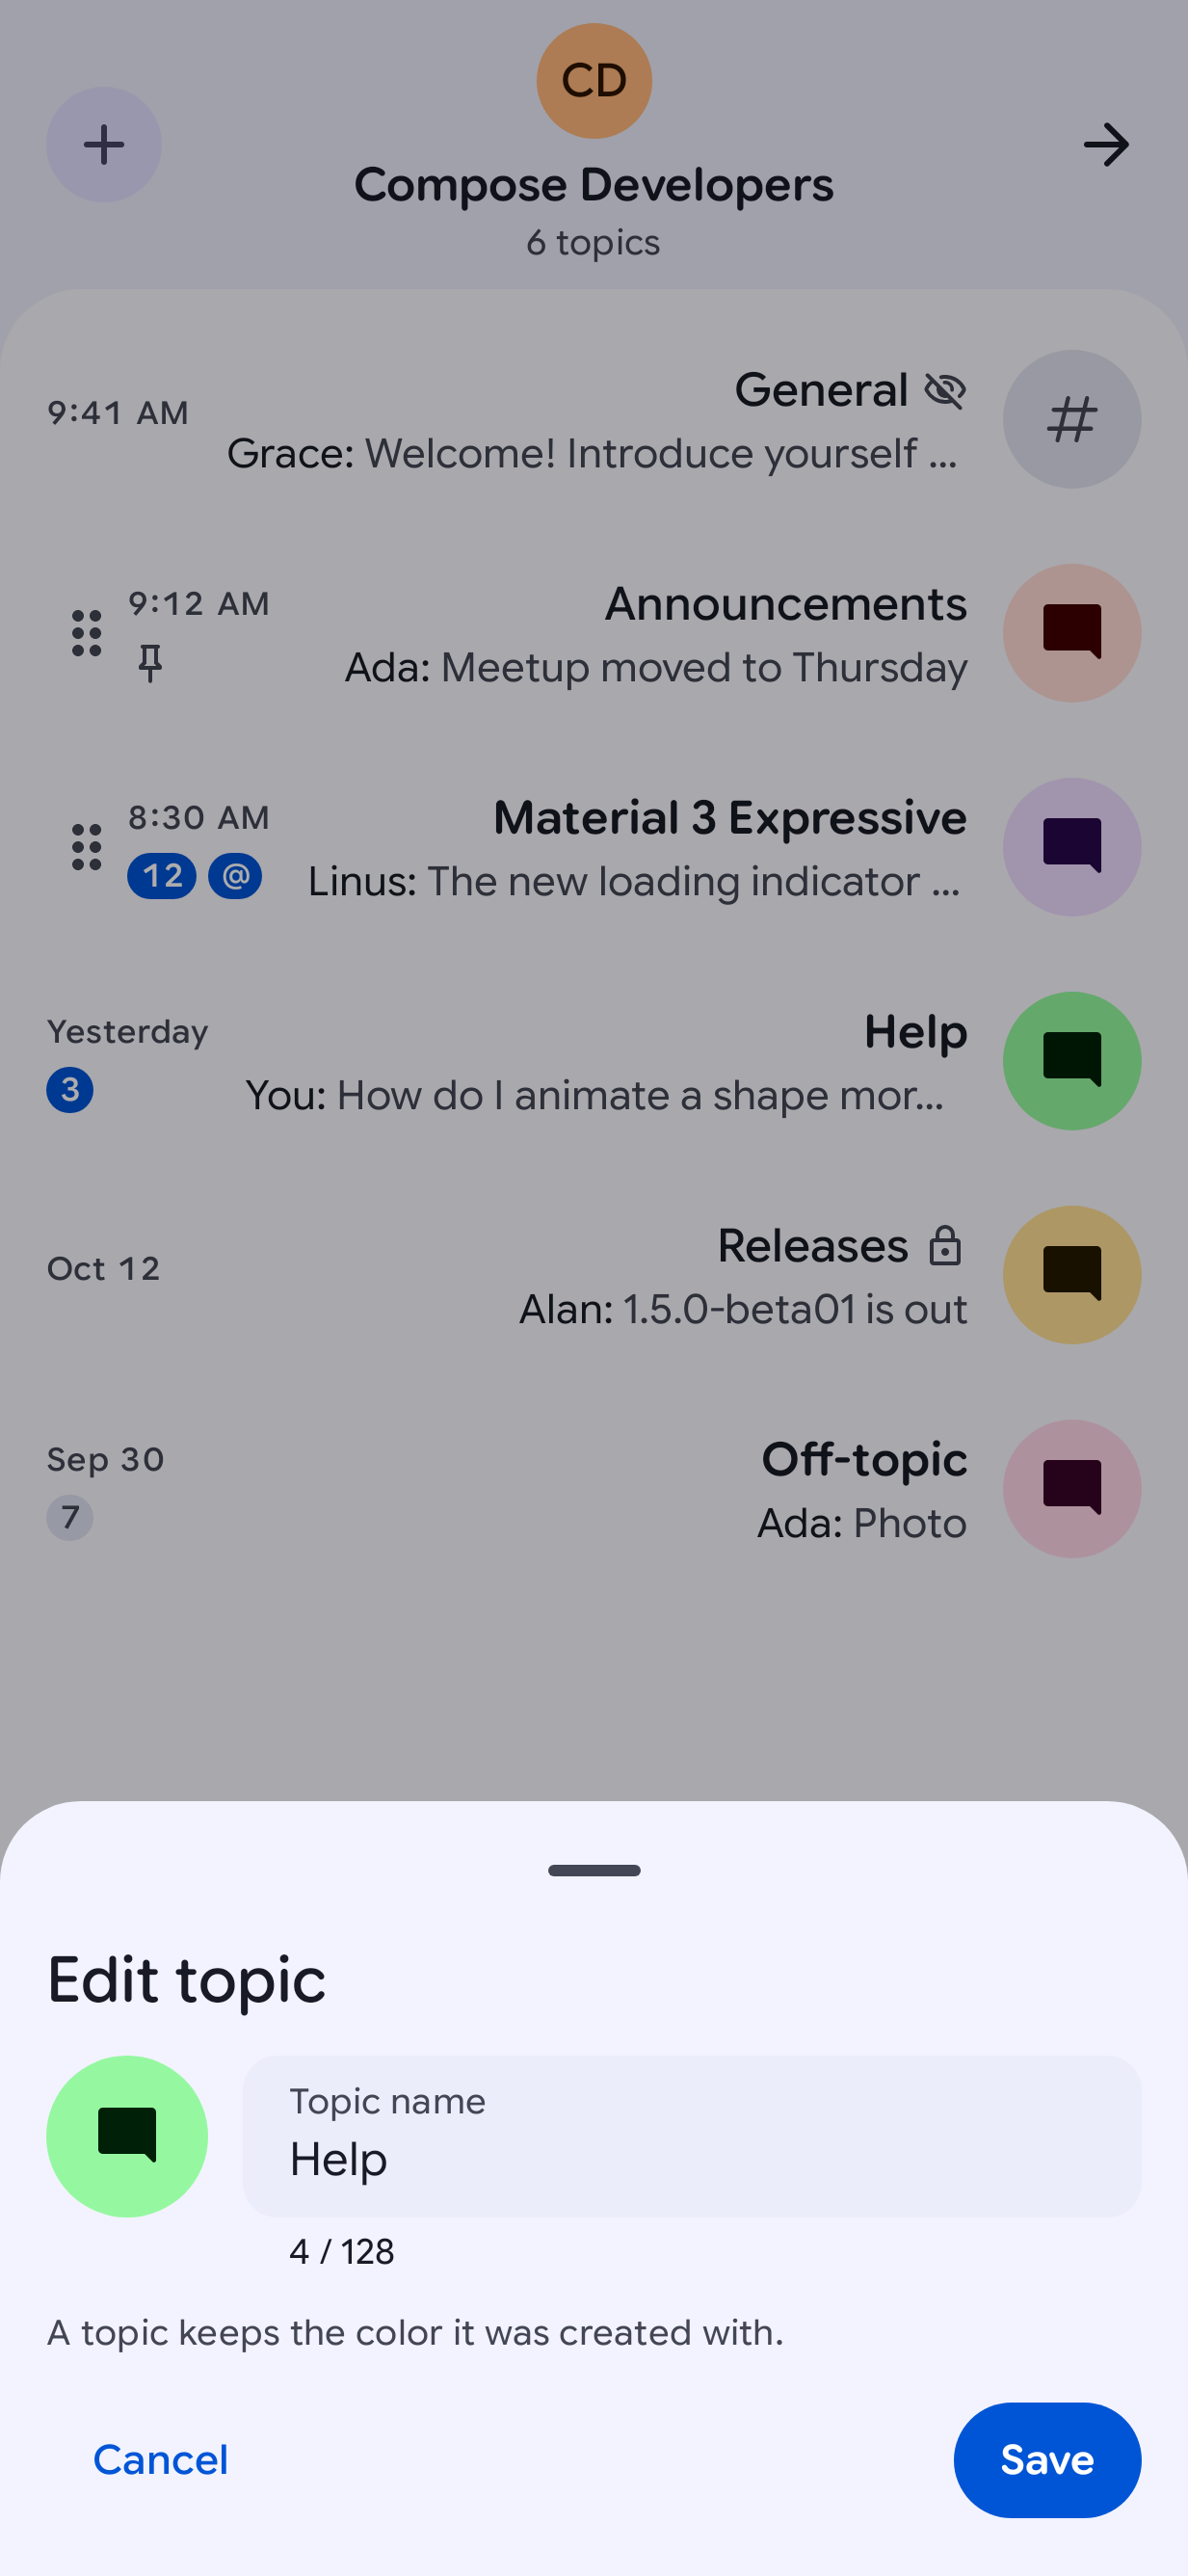 CD
Compose Developers
6 topics
General
9:41 AM
Grace: Welcome! Introduce yourself ...
#
9:12 AM
Announcements
Ada: Meetup moved to Thursday
8:30 AM
Material 3 Expressive
12 @
Linus: The new loading indicator ...
Yesterday
Help
3
You: How do I animate a shape mor...
Oct 12
Releases
Alan: 1.5.0-beta01 is out
Sep 30
Off-topic
7
Ada: Photo
Edit topic
Topic name
Help
4 / 128
A topic keeps the color it was created with.
Cancel
Save